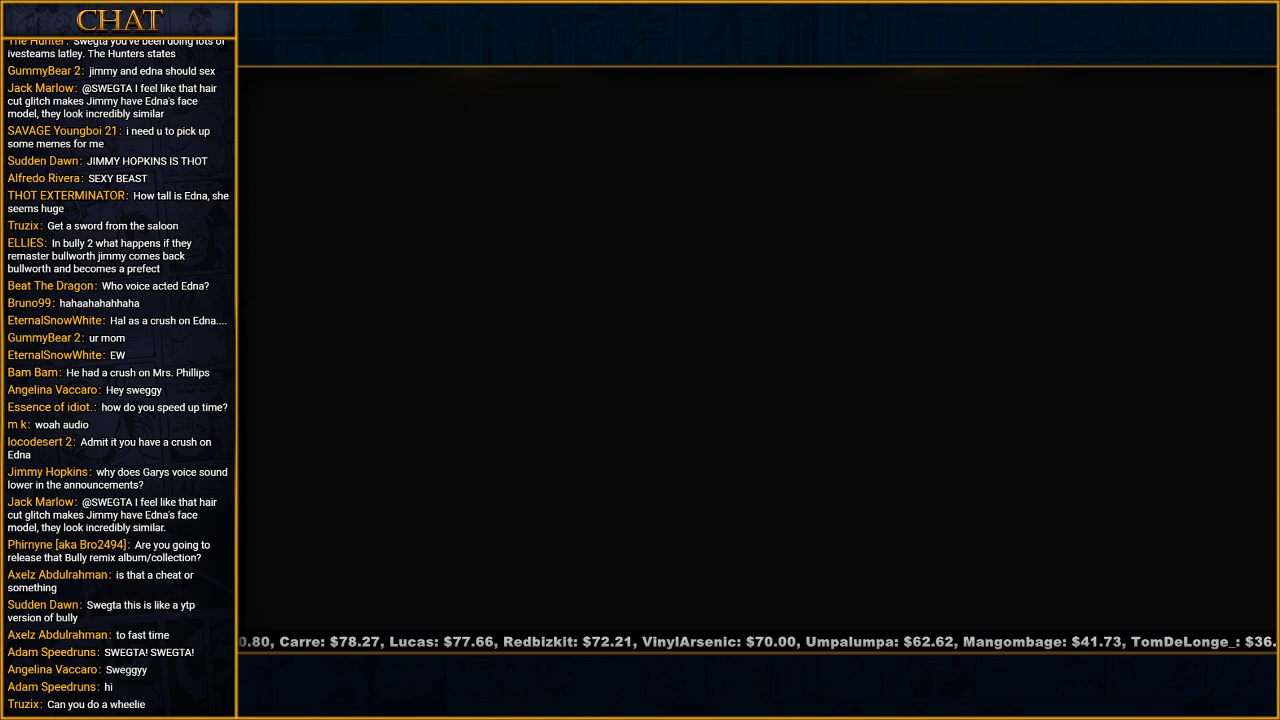 CHAT
The Hunter: Swegta you've been doing lots of
ivesteams latley. The Hunters states
GummyBear 2: jimmy and edna should sex
Jack Marlow: @SWEGTA I feel like that hair
cut glitch makes Jimmy have Edna's face
model, they look incredibly similar
SAVAGE Youngboi 21: i need u to pick up
some memes for me
Sudden Dawn: JIMMY HOPKINS IS THOT
Alfredo Rivera: SEXY BEAST
THOT EXTERMINATOR: How tall is Edna, she
seems huge
Truzix: Get a sword from the saloon
ELLIES: In bully 2 what happens if they
remaster bullworth jimmy comes back
bullworth and becomes a prefect
Beat The Dragon: Who voice acted Edna?
Bruno99: hahaahahahhaha
EternalSnowWhite: Hal as a crush on Edna....
GummyBear 2: ur mom
EternalSnowWhite: EW
Bam Bam: He had a crush on Mrs. Phillips
Angelina Vaccaro: Hey sweggy
Essence of idiot.: how do you speed up time?
m k: woah audio
locodesert 2: Admit it you have a crush on
Edna
Jimmy Hopkins: why does Garys voice sound
lower in the announcements?
Jack Marlow: @SWEGTA I feel like that hair
cut glitch makes Jimmy have Edna's face
model, they look incredibly similar.
Phirnyne [aka Bro2494]: Are you going to
release that Bully remix album/collection?
Axelz Abdulrahman: is that a cheat or
something
Sudden Dawn: Swegta this is like a ytp
version of bully
Axelz Abdulrahman: to fast time
Adam Speedruns: SWEGTA! SWEGTA!
Angelina Vaccaro: Sweggyy
Adam Speedruns: hi
Truzix: Can you do a wheelie
0.80, Carre: $78.27, Lucas: $77.66, Redbizkit: $72.21, VinylArsenic: $70.00, Umpalumpa: $62.62, Mangombage: $41.73, TomDeLonge_: $36.